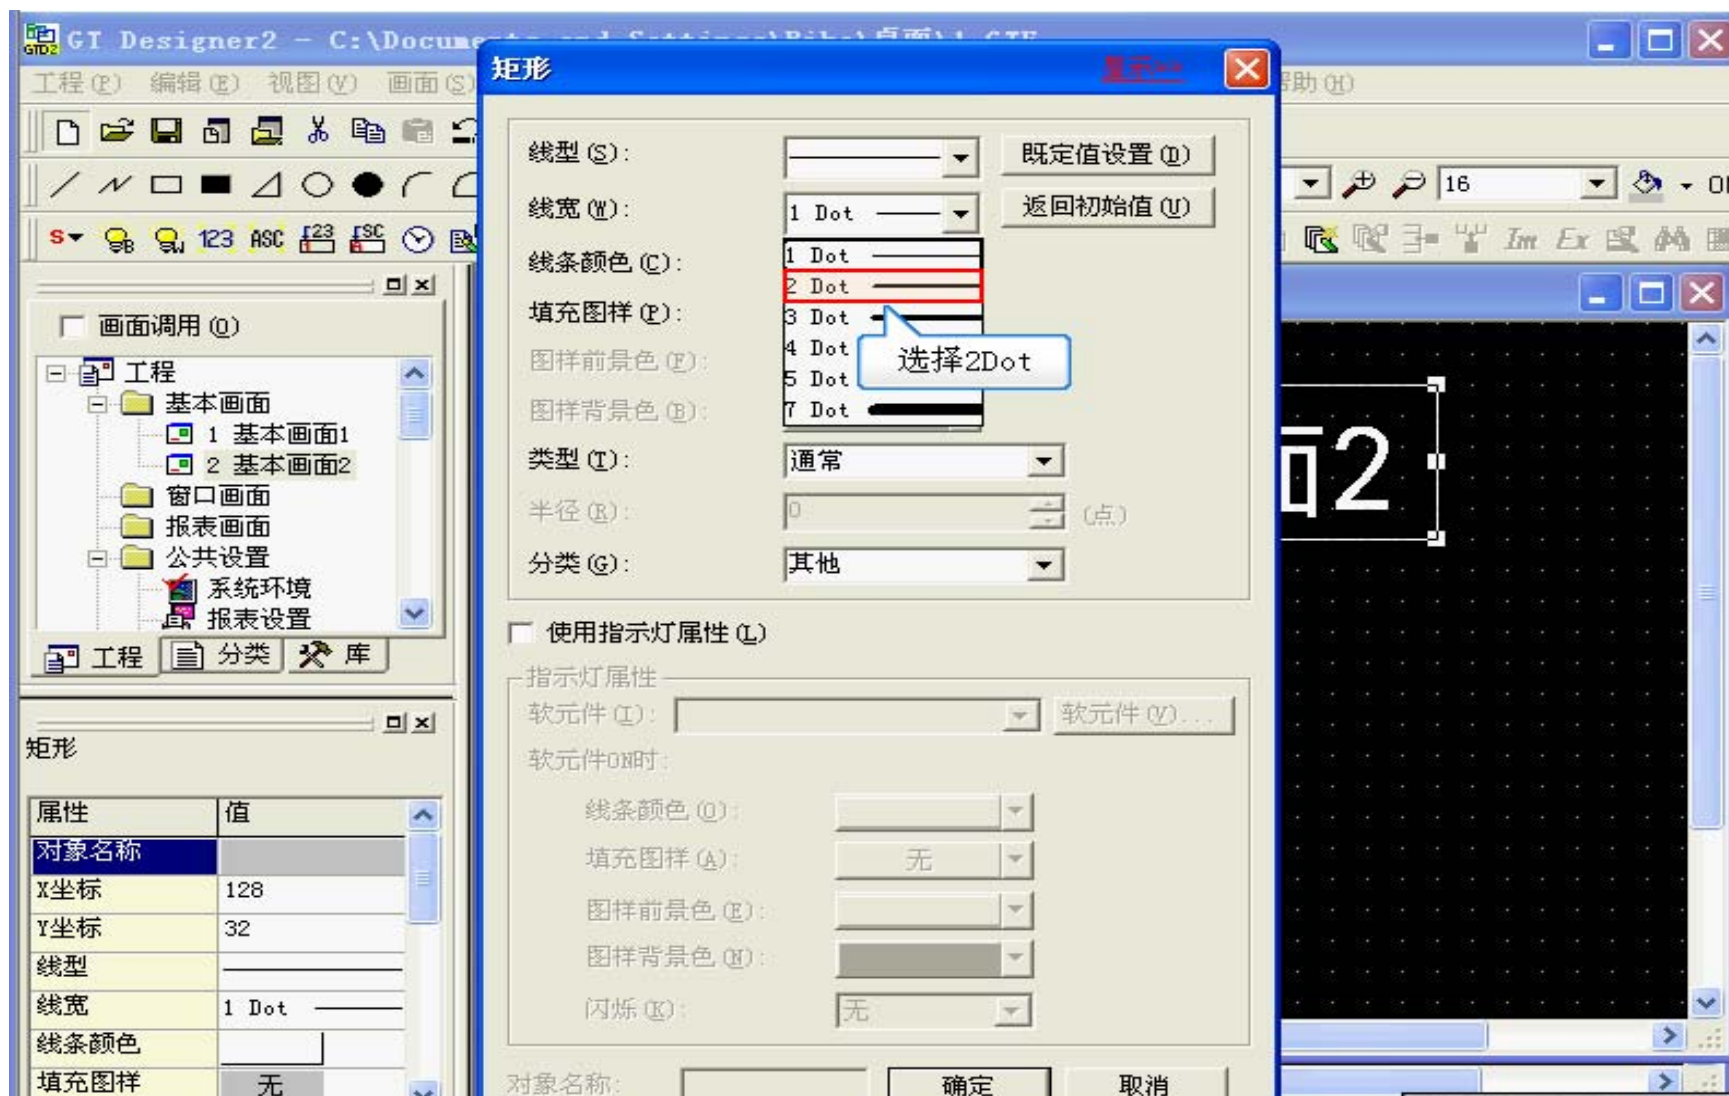 GT Designer2 - C:\Docume
矩形
显示>>
工程(P) 编辑(E) 视图(V) 画面(S)
帮助(H)
线型(S):
既定值设置(D)
线宽(W):
1 Dot
返回初始值(U)
16
S
123 ASC
Im Ex
线条颜色(C):
1 Dot
2 Dot
3 Dot
4 Dot
5 Dot
7 Dot
选择2Dot
填充图样(P):
图样前景色(F):
图样背景色(B):
类型(T):
通常
半径(R):
0
(点)
分类(G):
其他
使用指示灯属性(L)
指示灯属性
软元件(I):
软元件(V)...
软元件ON时:
线条颜色(O):
填充图样(A):
无
图样前景色(E):
图样背景色(N):
闪烁(K):
无
对象名称:
确定
取消
画面调用(O)
工程
基本画面
1 基本画面1
2 基本画面2
窗口画面
报表画面
公共设置
系统环境
报表设置
工程
分类
库
矩形
属性 值
对象名称
X坐标 128
Y坐标 32
线型
线宽 1 Dot
线条颜色
填充图样 无
面2